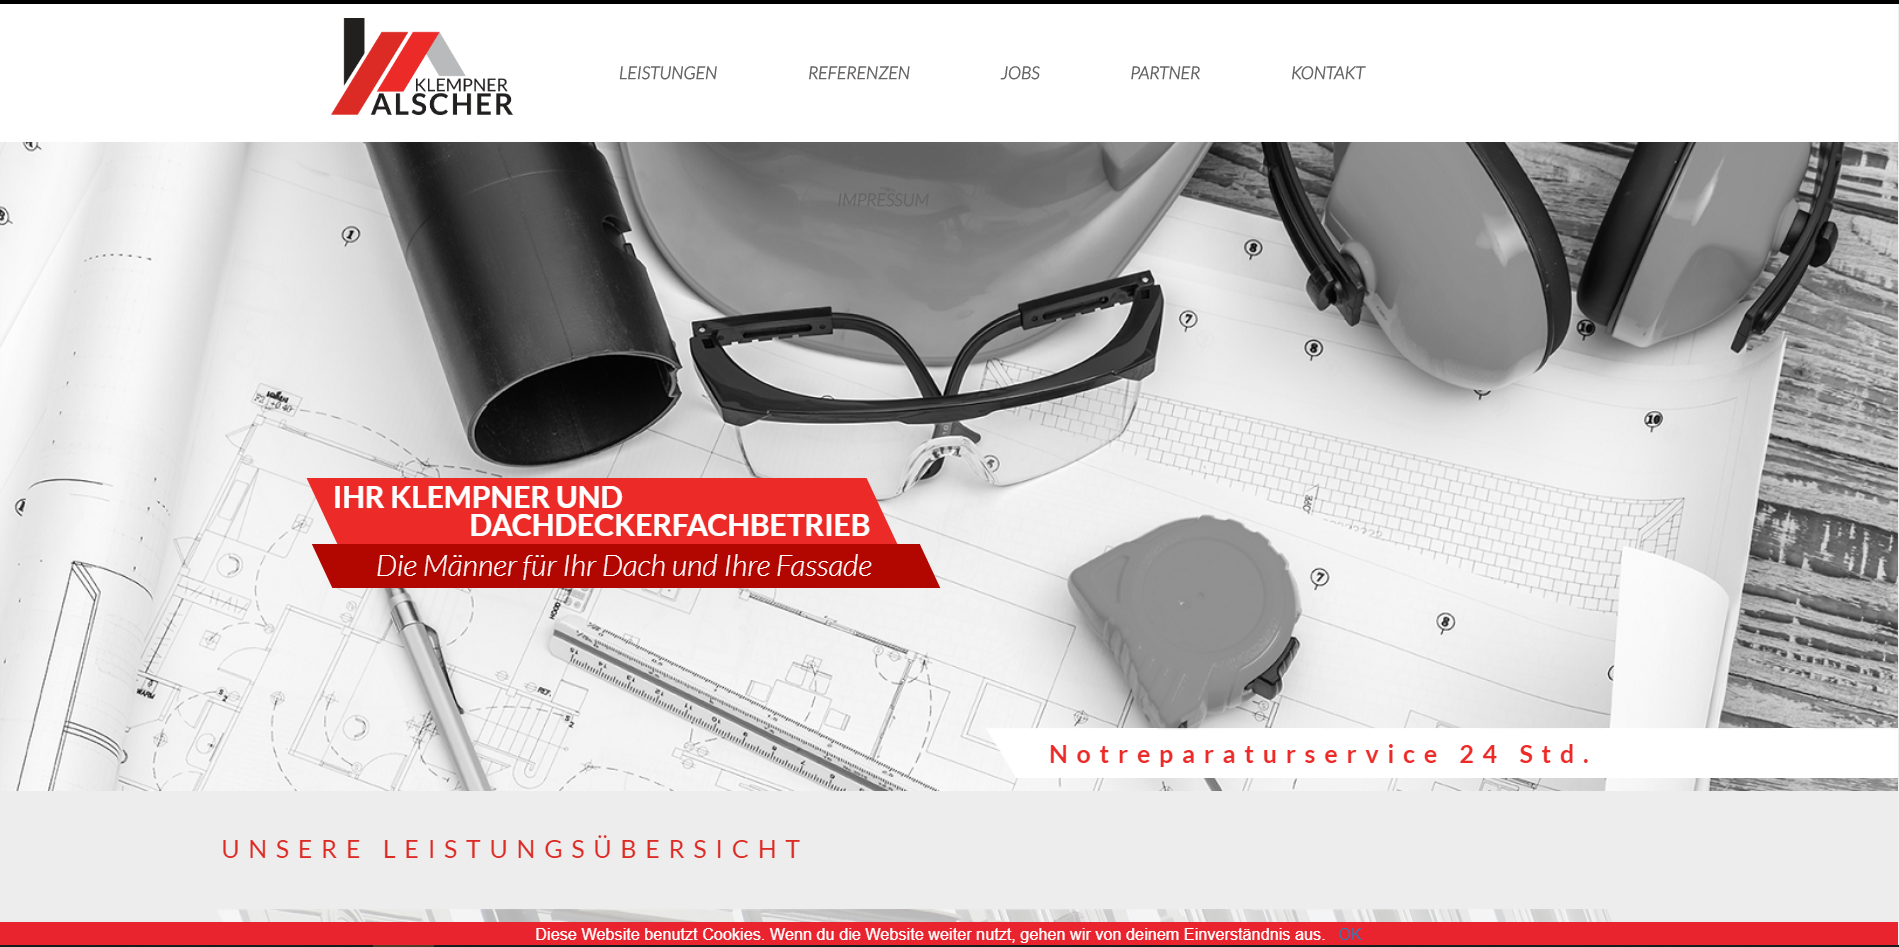 KLEMPNER
ALSCHER
LEISTUNGEN
REFERENZEN
JOBS
PARTNER
KONTAKT
IMPRESSUM
IHR KLEMPNER UND
DACHDECKERFACHBETRIEB
Die Männer für Ihr Dach und Ihre Fassade
Notreparaturservice 24 Std.
UNSERE LEISTUNGSÜBERSICHT
Diese Website benutzt Cookies. Wenn du die Website weiter nutzt, gehen wir von deinem Einverständnis aus. OK